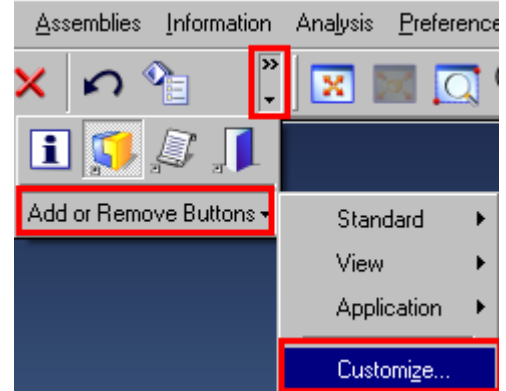 Assemblies Information Analysis Preference
Add or Remove Buttons
Standard
View
Application
Customize...